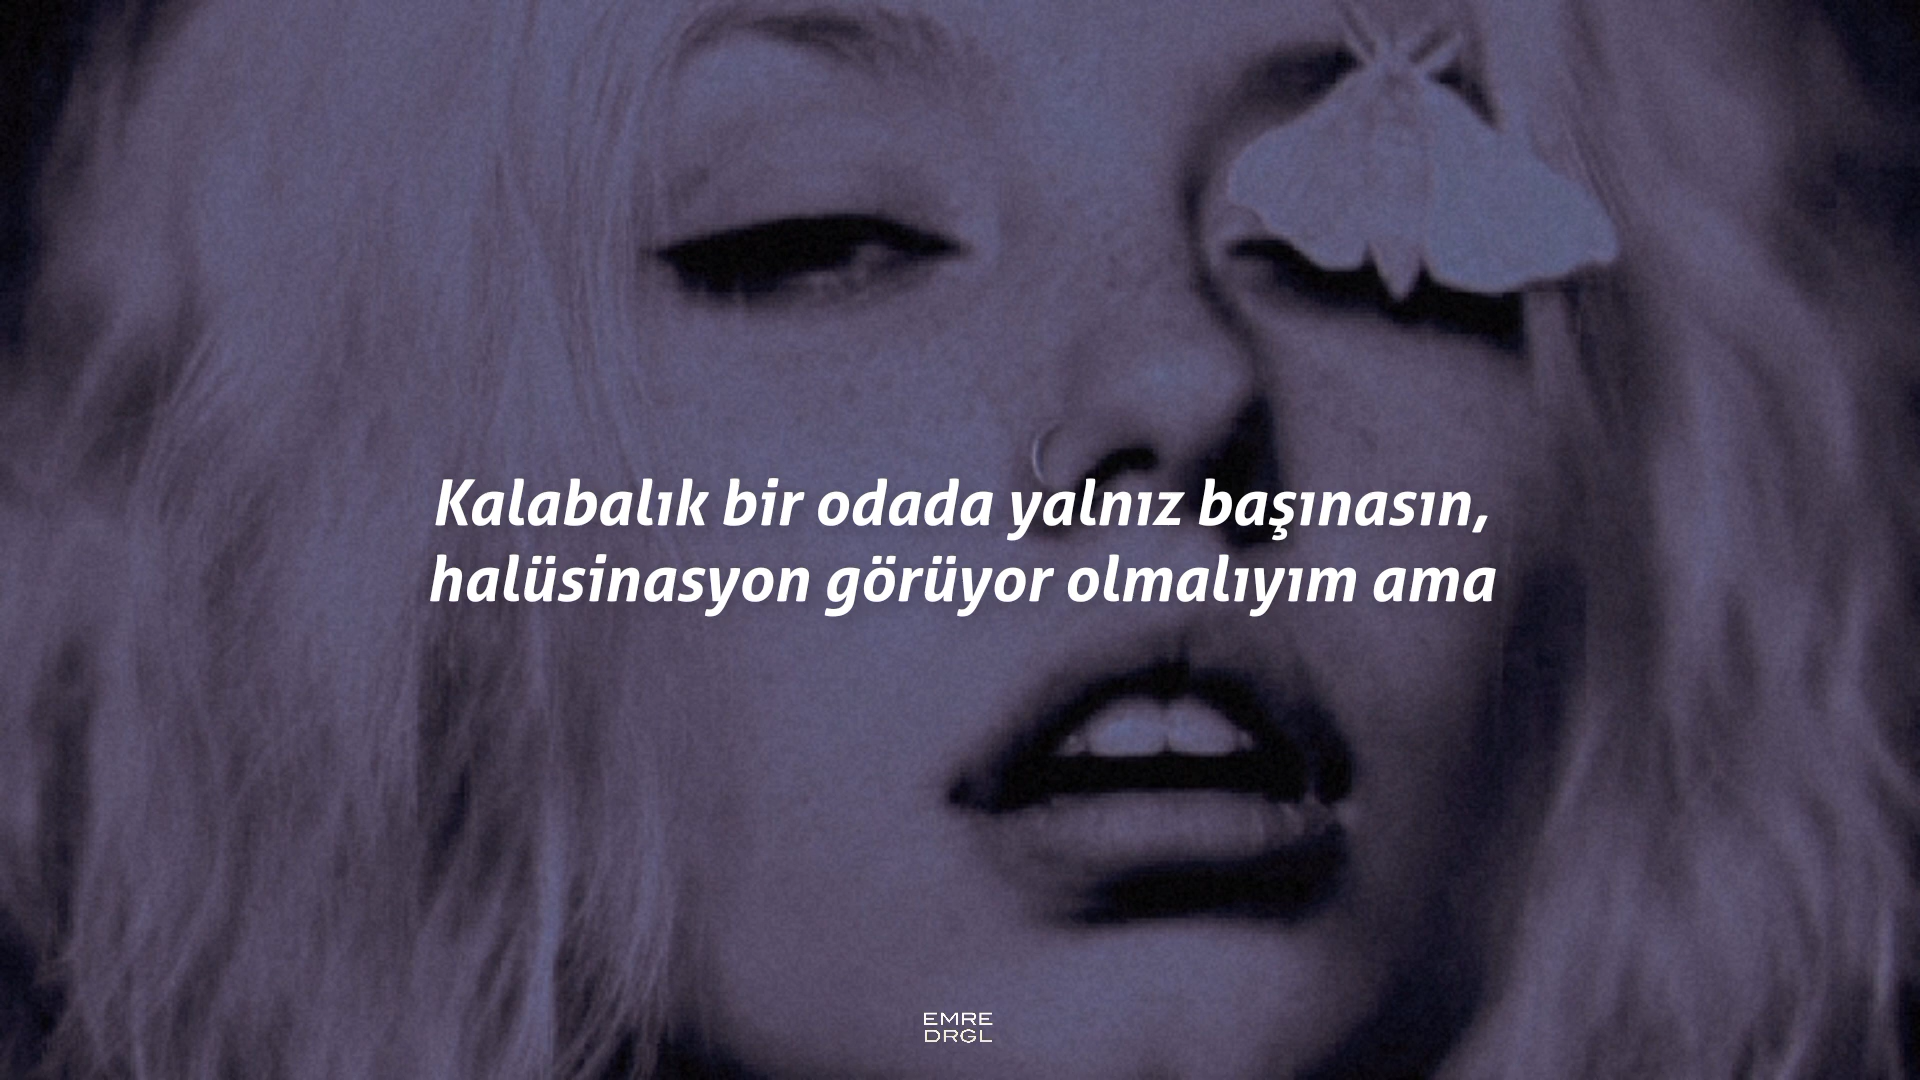 Kalabalık bir odada yalnız başınasın,
halüsinasyon görüyor olmalıyım ama
EMRE
DRGL